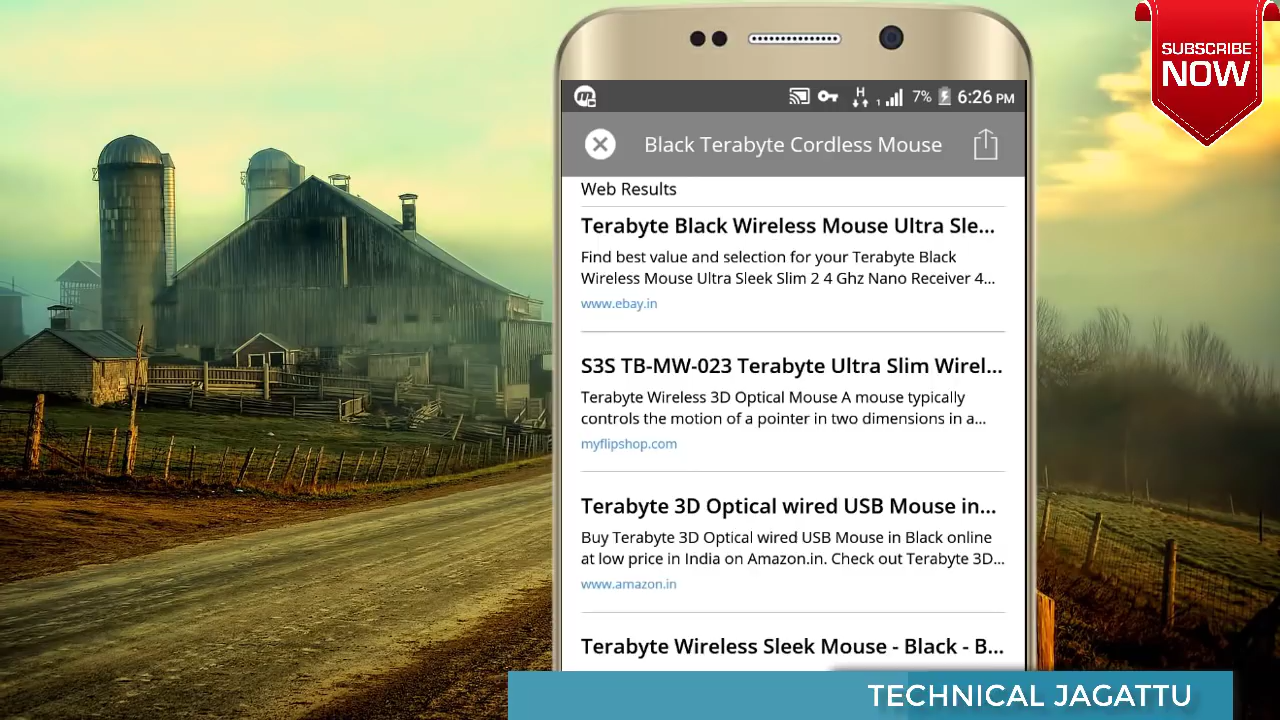 SUBSCRIBE
NOW
H
1
7%
6:26 PM
Black Terabyte Cordless Mouse
Web Results
Terabyte Black Wireless Mouse Ultra Sle...
Find best value and selection for your Terabyte Black
Wireless Mouse Ultra Sleek Slim 2 4 Ghz Nano Receiver 4...
www.ebay.in
S3S TB-MW-023 Terabyte Ultra Slim Wirel...
Terabyte Wireless 3D Optical Mouse A mouse typically
controls the motion of a pointer in two dimensions in a...
myflipshop.com
Terabyte 3D Optical wired USB Mouse in...
Buy Terabyte 3D Optical wired USB Mouse in Black online
at low price in India on Amazon.in. Check out Terabyte 3D...
www.amazon.in
Terabyte Wireless Sleek Mouse - Black - B...
TECHNICAL JAGATTU